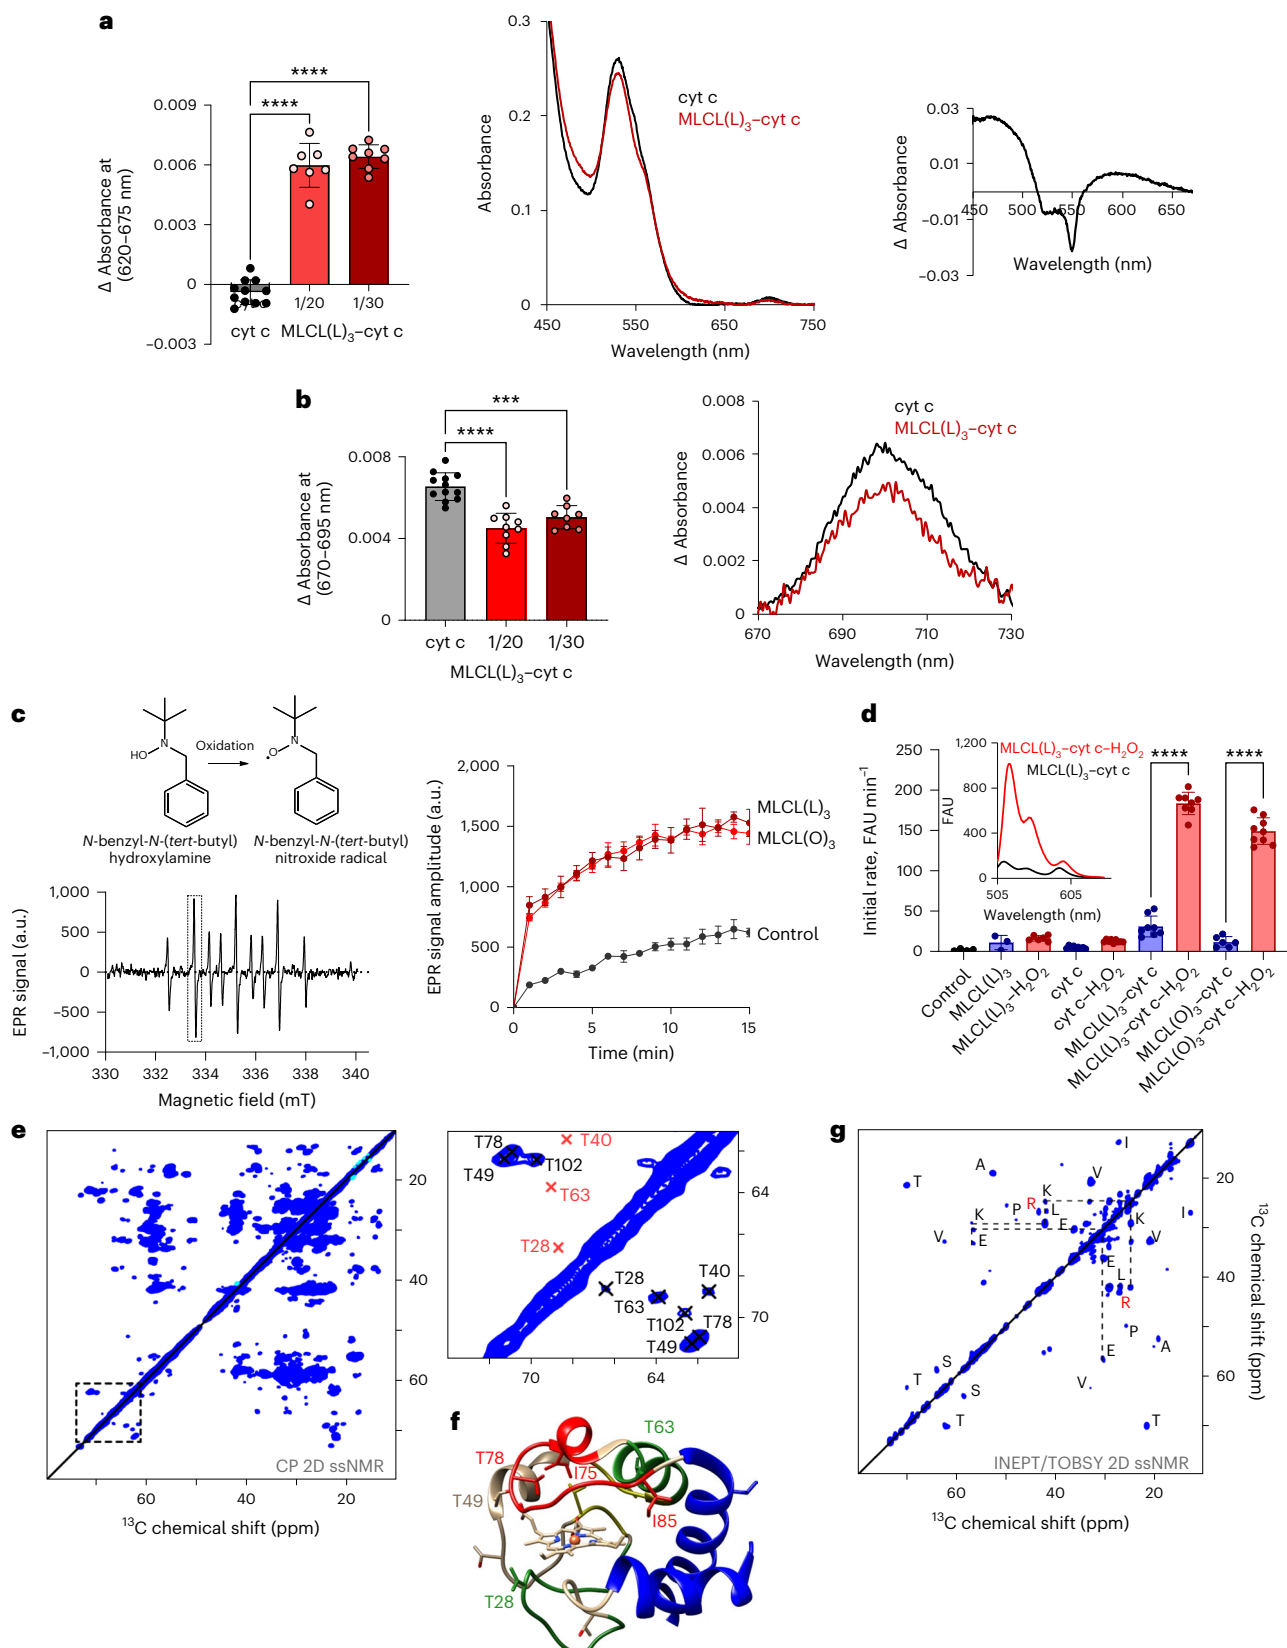 a
****
****
0.009
0.006
0.003
0
−0.003
Δ Absorbance at
(620–675 nm)
1/20
1/30
cyt c
MLCL(L)₃–cyt c
0.3
0.2
0.1
0
Absorbance
cyt c
MLCL(L)₃–cyt c
450
550
650
750
Wavelength (nm)
0.03
0.01
−0.01
−0.03
Δ Absorbance
450
500
550
600
650
Wavelength (nm)
b
***
****
0.008
0.004
0
Δ Absorbance at
(670–695 nm)
cyt c
1/20
1/30
MLCL(L)₃–cyt c
0.008
0.006
0.004
0.002
0
Δ Absorbance
cyt c
MLCL(L)₃–cyt c
670
690
710
730
Wavelength (nm)
c
HO
N
Oxidation
•O
N
N-benzyl-N-(tert-butyl)
hydroxylamine
N-benzyl-N-(tert-butyl)
nitroxide radical
1,000
500
0
−500
−1,000
EPR signal (a.u.)
330
332
334
336
338
340
Magnetic field (mT)
2,000
1,500
1,000
500
0
EPR signal amplitude (a.u.)
MLCL(L)₃
MLCL(O)₃
Control
0
5
10
15
Time (min)
d
250
200
150
100
50
0
Initial rate, FAU min⁻¹
1,200
800
400
0
FAU
MLCL(L)₃–cyt c–H₂O₂
MLCL(L)₃–cyt c
505
605
Wavelength (nm)
****
****
Control
MLCL(L)₃
MLCL(L)₃–H₂O₂
cyt c
cyt c–H₂O₂
MLCL(L)₃–cyt c
MLCL(L)₃–cyt c–H₂O₂
MLCL(O)₃–cyt c
MLCL(O)₃–cyt c–H₂O₂
e
20
40
60
CP 2D ssNMR
60
40
20
¹³C chemical shift (ppm)
T78
T49
T102
T40
T63
T28
T28
T63
T102
T49
T40
T78
64
70
70
64
f
T63
T78
I75
T49
I85
T28
g
I
T
A
V
K
R
L
P
K
E
V
E
K
I
V
E
L
R
P
E
A
V
S
T
S
T
T
20
40
60
¹³C chemical shift (ppm)
INEPT/TOBSY 2D ssNMR
60
40
20
¹³C chemical shift (ppm)